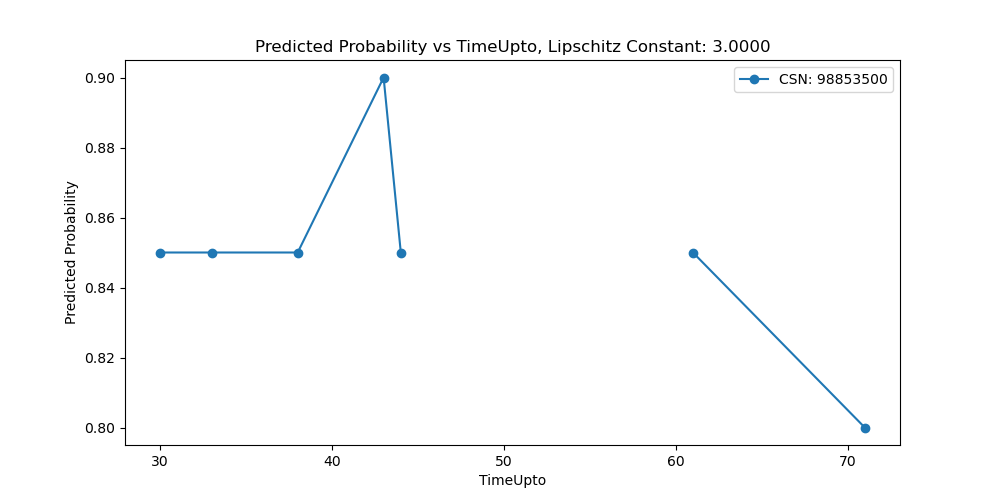 Predicted Probability vs TimeUpto, Lipschitz Constant: 3.0000
CSN: 98853500
Predicted Probability
0.90
0.88
0.86
0.84
0.82
0.80
30 40 50 60 70
TimeUpto